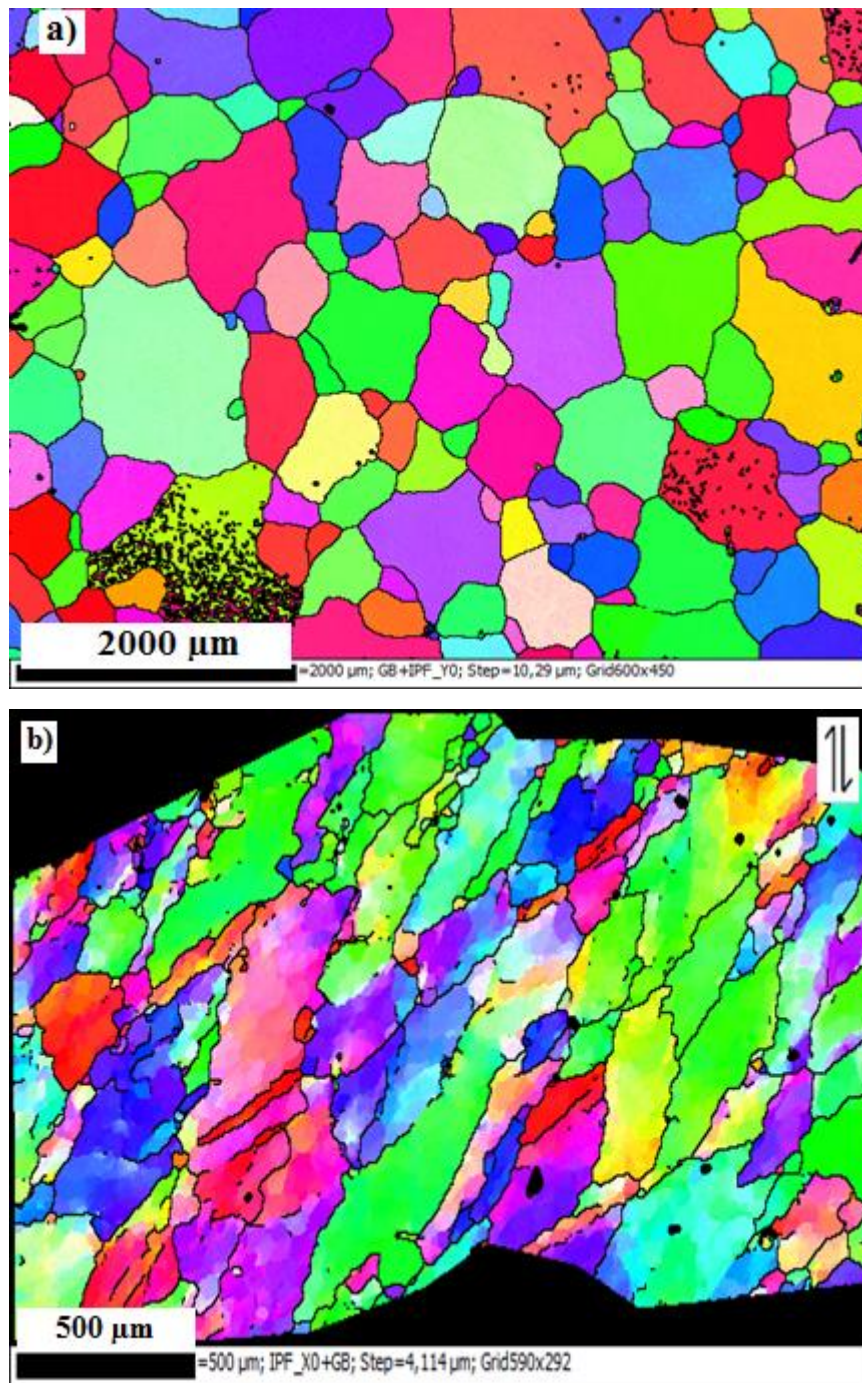 a)
2000 µm
=2000 µm; GB+IPF_Y0; Step=10,29 µm; Grid600x450
b)
500 µm
=500 µm; IPF_X0+GB; Step=4,114 µm; Grid590x292